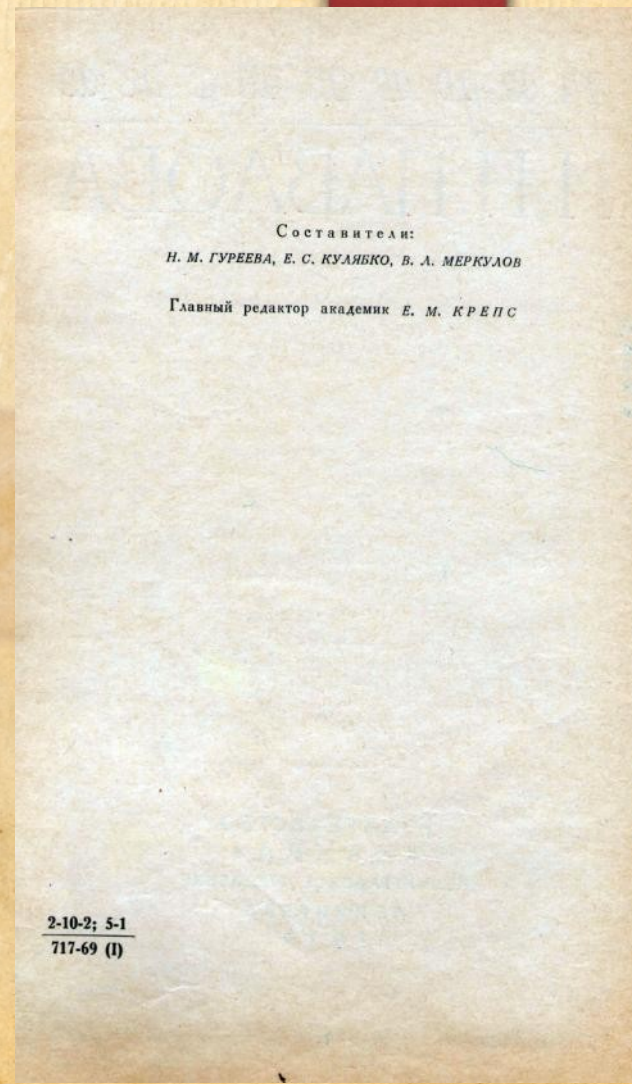 Составители:
Н. М. ГУРЕЕВА, Е. С. КУЛЯБКО, В. Л. МЕРКУЛОВ
Главный редактор академик Е. М. КРЕПС
2-10-2; 5-1
717-69 (I)